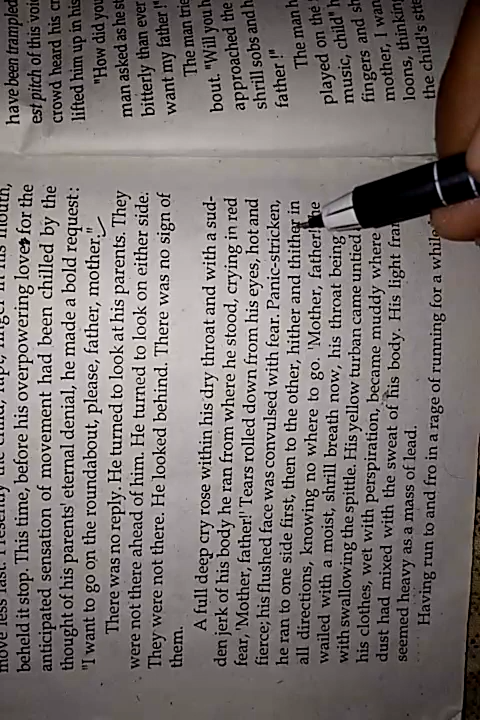 have been trampled
est pitch of his voi
crowd heard his cr
lifted him up in his
"How did you
man asked as he st
bitterly than ever
want my father!"
The man trie
bout. "Will you h
approached the
shrill sobs and h
father!"
The man h
played on the
music, child" h
fingers and sh
mother, I wan
loons, thinkin
the child's ste
move less fast.
behold it stop. This time, before his overpowering love for the
anticipated sensation of movement had been chilled by the
thought of his parents' eternal denial, he made a bold request:
"I want to go on the roundabout, please, father, mother."
There was no reply. He turned to look at his parents. They
were not there ahead of him. He turned to look on either side.
They were not there. He looked behind. There was no sign of
them.
A full deep cry rose within his dry throat and with a sud-
den jerk of his body he ran from where he stood, crying in red
fear, 'Mother, father!' Tears rolled down from his eyes, hot and
fierce; his flushed face was convulsed with fear. Panic-stricken,
he ran to one side first, then to the other, hither and thither in
all directions, knowing no where to go. 'Mother, father
wailed with a moist, shrill breath now, his throat being
with swallowing the spittle. His yellow turban came untied
his clothes, wet with perspiration, became muddy where
dust had mixed with the sweat of his body. His light fra
seemed heavy as a mass of lead.
Having run to and fro in a rage of running for a while